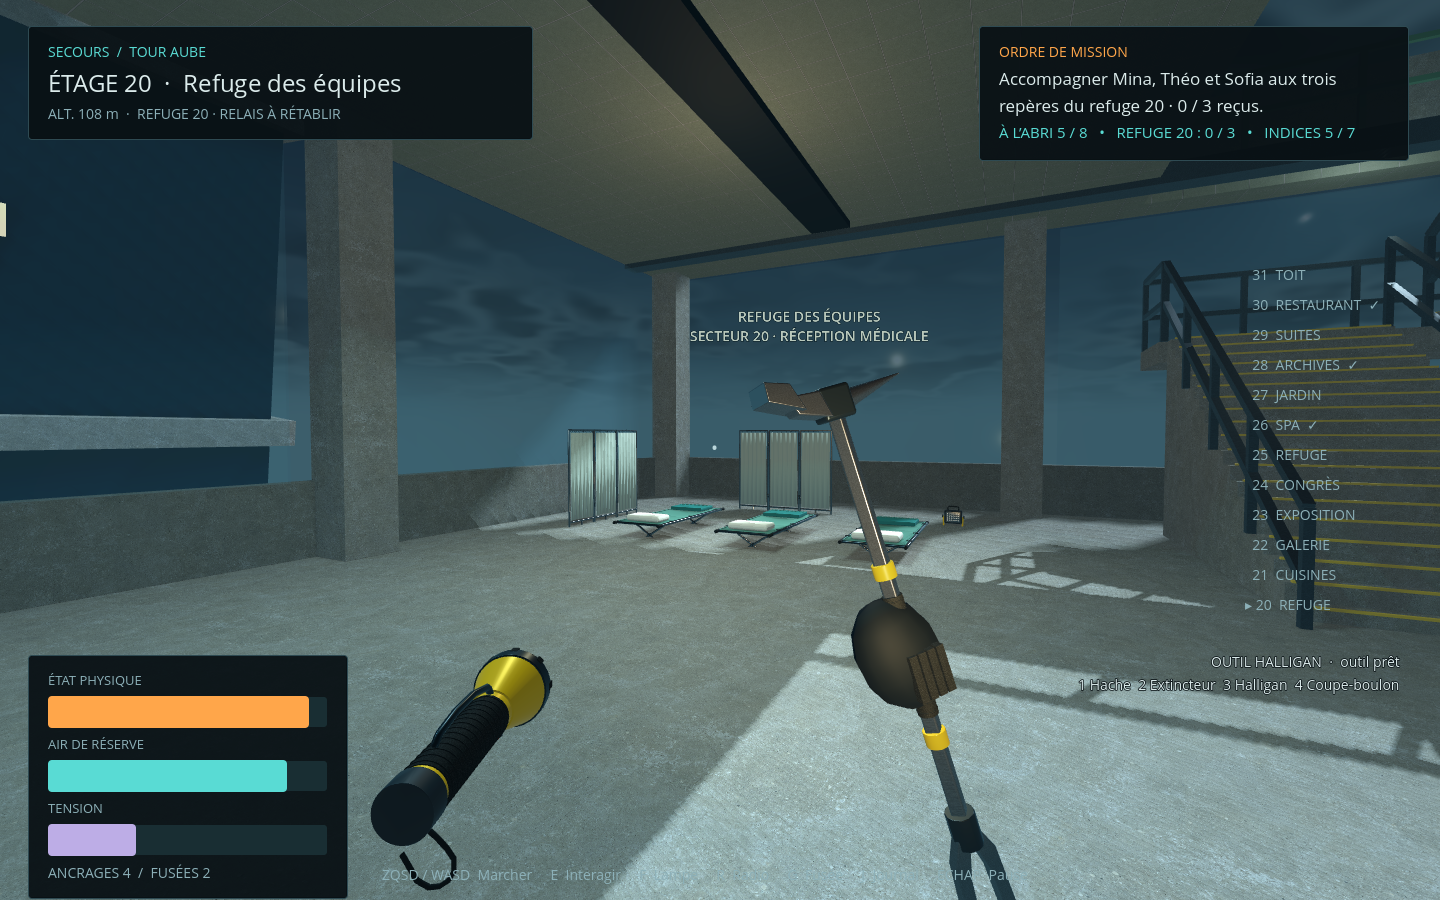 SECOURS / TOUR AUBE
ÉTAGE 20 · Refuge des équipes
ALT. 108 m · REFUGE 20 · RELAIS À RÉTABLIR
ORDRE DE MISSION
Accompagner Mina, Théo et Sofia aux trois
repères du refuge 20 · 0 / 3 reçus.
À L'ABRI 5 / 8 • REFUGE 20 : 0 / 3 • INDICES 5 / 7
REFUGE DES ÉQUIPES
SECTEUR 20 · RÉCEPTION MÉDICALE
31 TOIT
30 RESTAURANT ✓
29 SUITES
28 ARCHIVES ✓
27 JARDIN
26 SPA ✓
25 REFUGE
24 CONGRÈS
23 EXPOSITION
22 GALERIE
21 CUISINES
▸ 20 REFUGE
OUTIL HALLIGAN · outil prêt
1 Hache 2 Extincteur 3 Halligan 4 Coupe-boulon
ÉTAT PHYSIQUE
AIR DE RÉSERVE
TENSION
ANCRAGES 4 / FUSÉES 2
ZQSD / WASD Marcher E Interagir